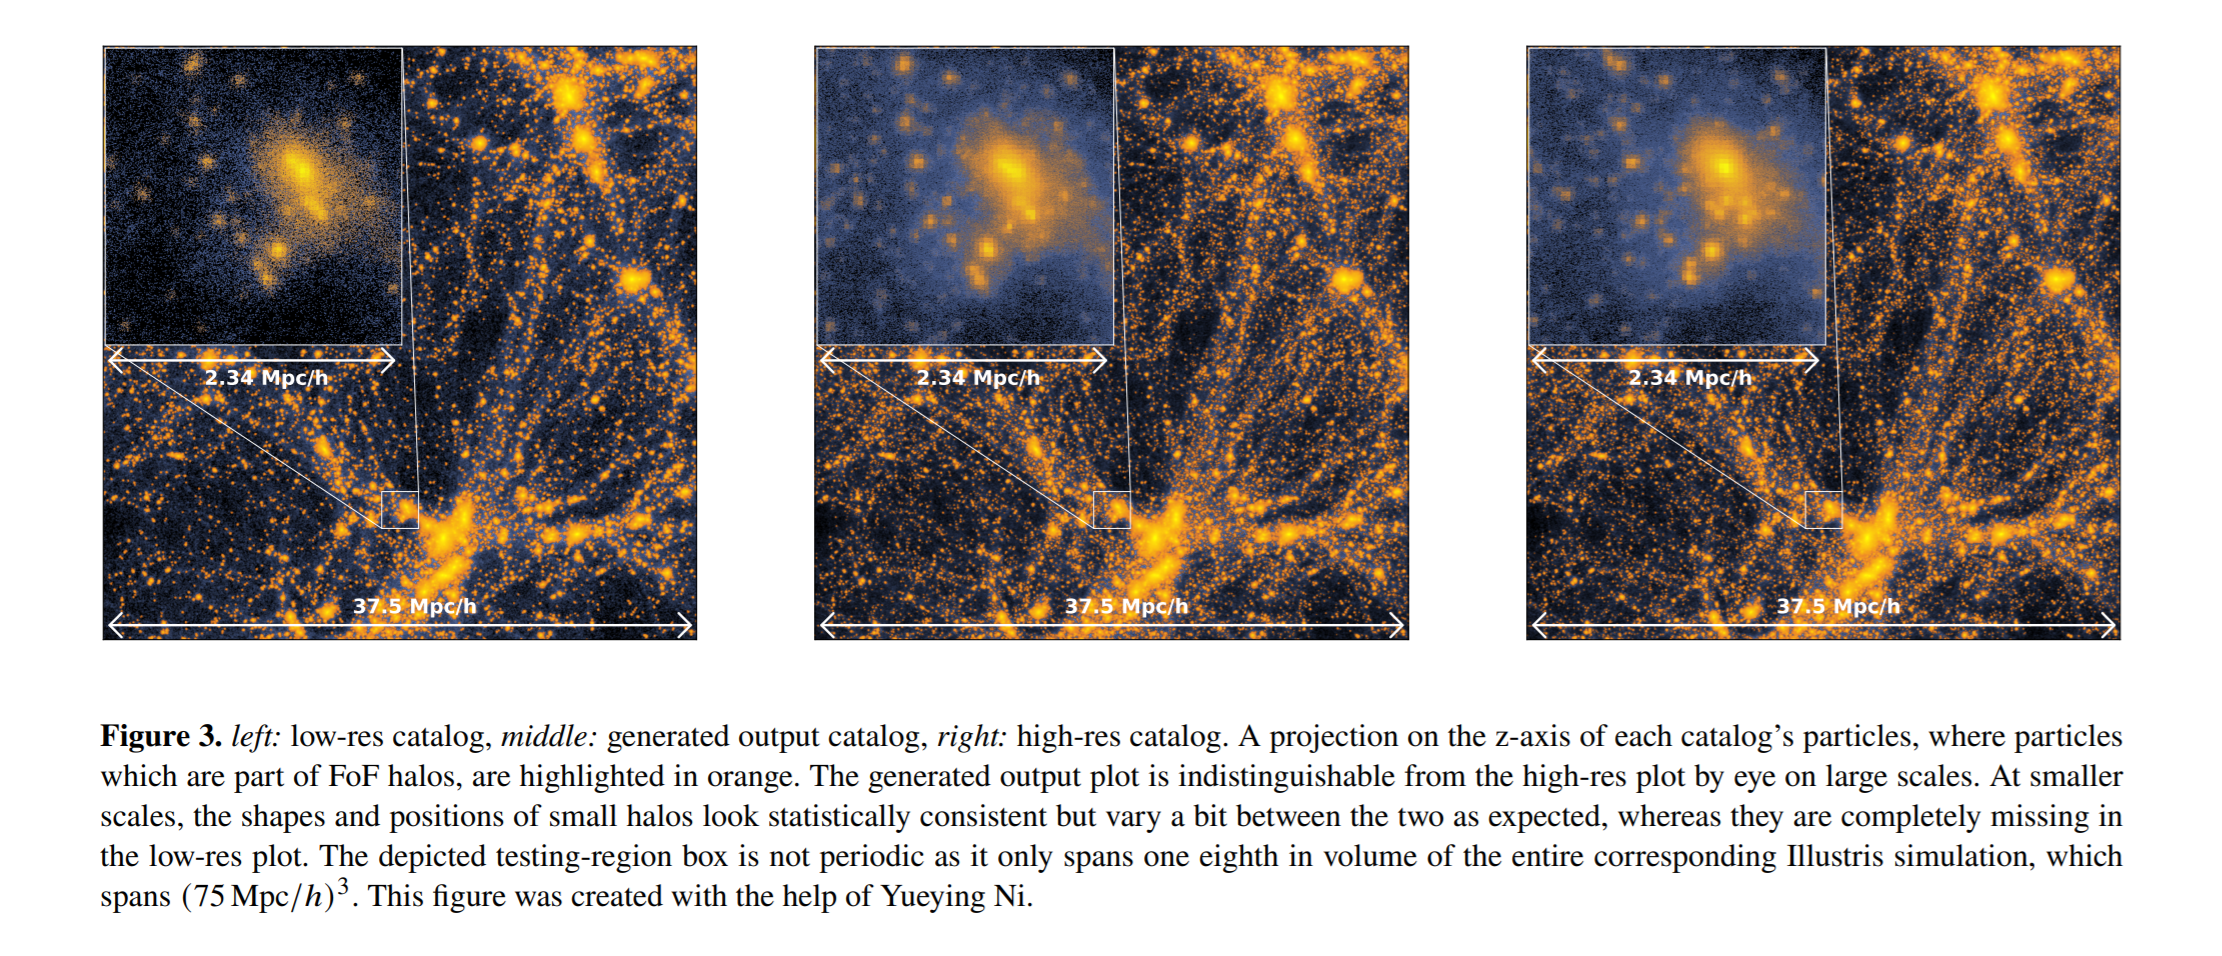 2.34 Mpc/h
2.34 Mpc/h
2.34 Mpc/h
37.5 Mpc/h
37.5 Mpc/h
37.5 Mpc/h
Figure 3. left: low-res catalog, middle: generated output catalog, right: high-res catalog. A projection on the z-axis of each catalog’s particles, where particles
which are part of FoF halos, are highlighted in orange. The generated output plot is indistinguishable from the high-res plot by eye on large scales. At smaller
scales, the shapes and positions of small halos look statistically consistent but vary a bit between the two as expected, whereas they are completely missing in
the low-res plot. The depicted testing-region box is not periodic as it only spans one eighth in volume of the entire corresponding Illustris simulation, which
spans (75 Mpc/h)³. This figure was created with the help of Yueying Ni.